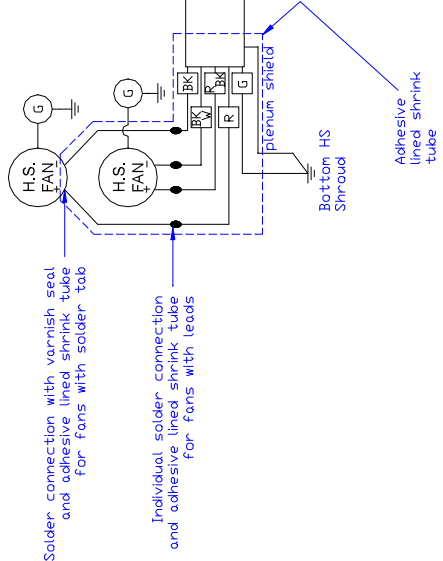 Solder connection with varnish seal
and adhesive lined shrink tube
for fans with solder tab
Individual solder connection
and adhesive lined shrink tube
for fans with leads
G
H.S.
FAN
+ -
G
H.S.
FAN
+ -
BK
BK
W
R
BK
R
G
plenum shield
Bottom HS
Shroud
Adhesive
lined shrink
tube